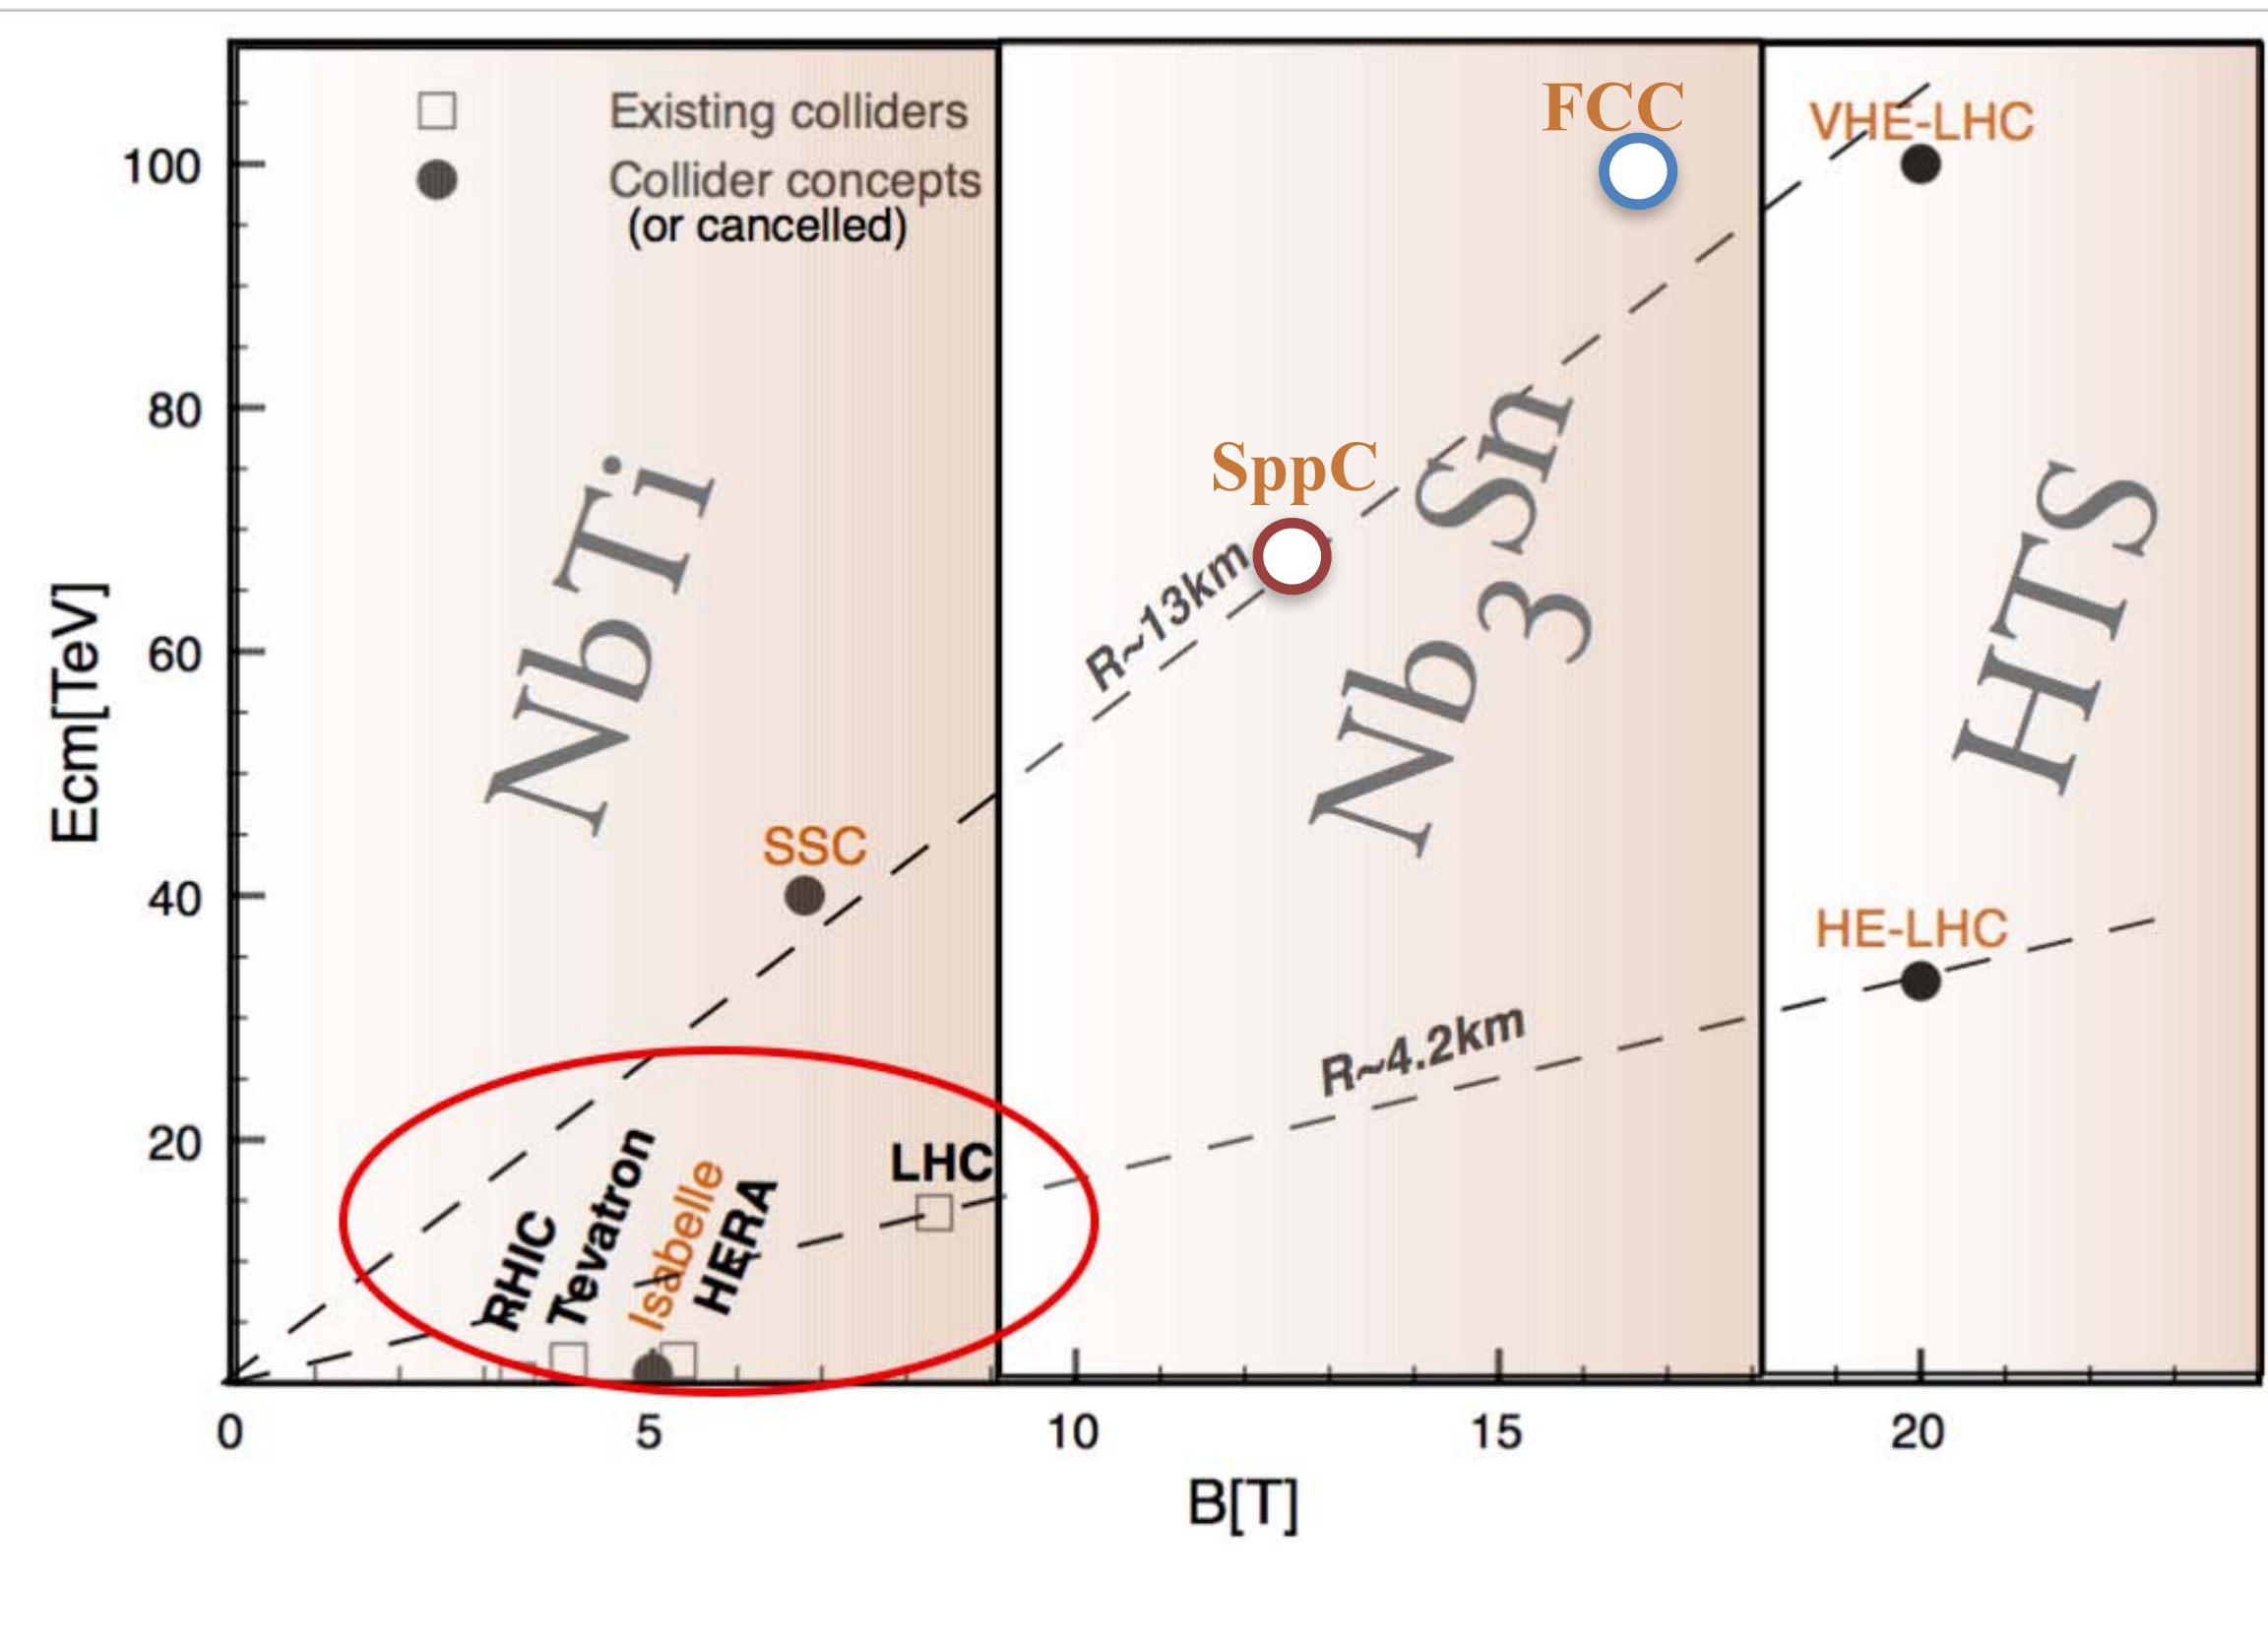 Existing colliders
Collider concepts
(or cancelled)
FCC
VHE-LHC
100
80
60
40
20
Ecm[TeV]
NbTi
SppC
R~13km
Nb3Sn
HTS
SSC
HE-LHC
R~4.2km
LHC
RHIC
Tevatron
Isabelle
HERA
0 5 10 15 20
B[T]